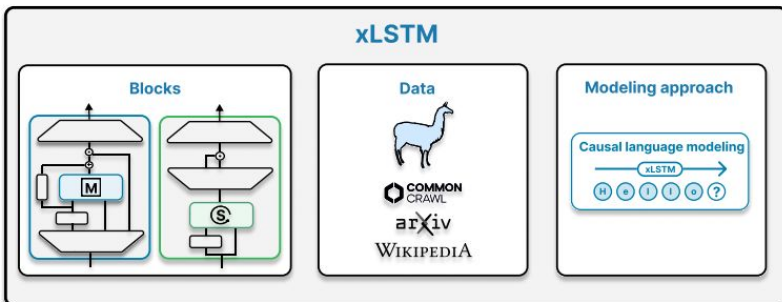 xLSTM
Blocks
M
S
Data
COMMON
CRAWL
arXiv
WIKIPEDIA
Modeling approach
Causal language modeling
xLSTM
H e l l o ?